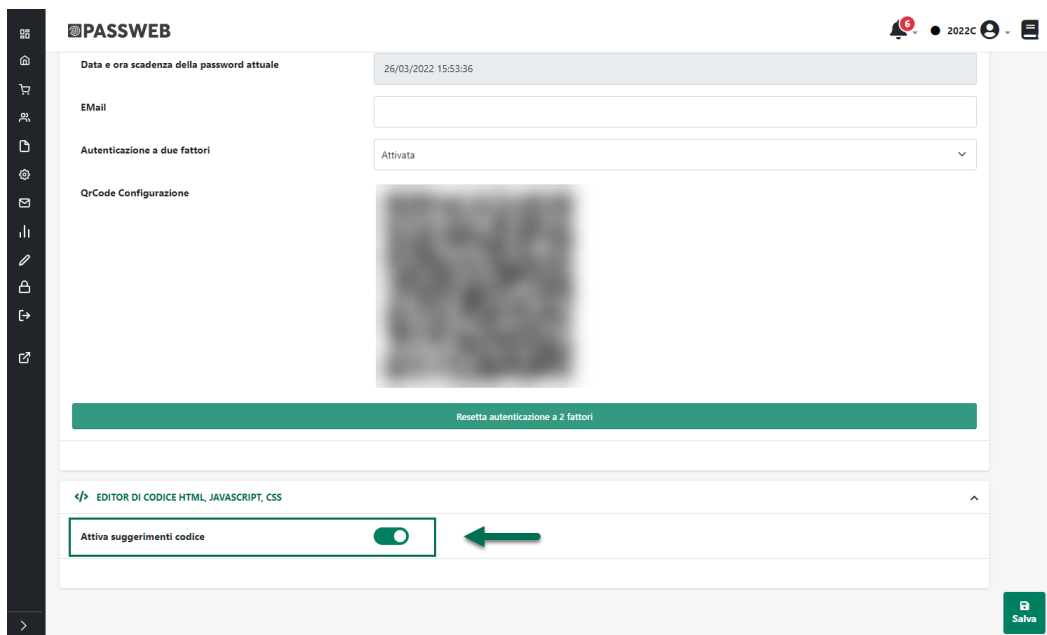 PASSWEB
6
2022C
Data e ora scadenza della password attuale
26/03/2022 15:53:36
EMail
Autenticazione a due fattori
Attivata
QrCode Configurazione
Resetta autenticazione a 2 fattori
</> EDITOR DI CODICE HTML, JAVASCRIPT, CSS
Attiva suggerimenti codice
Salva